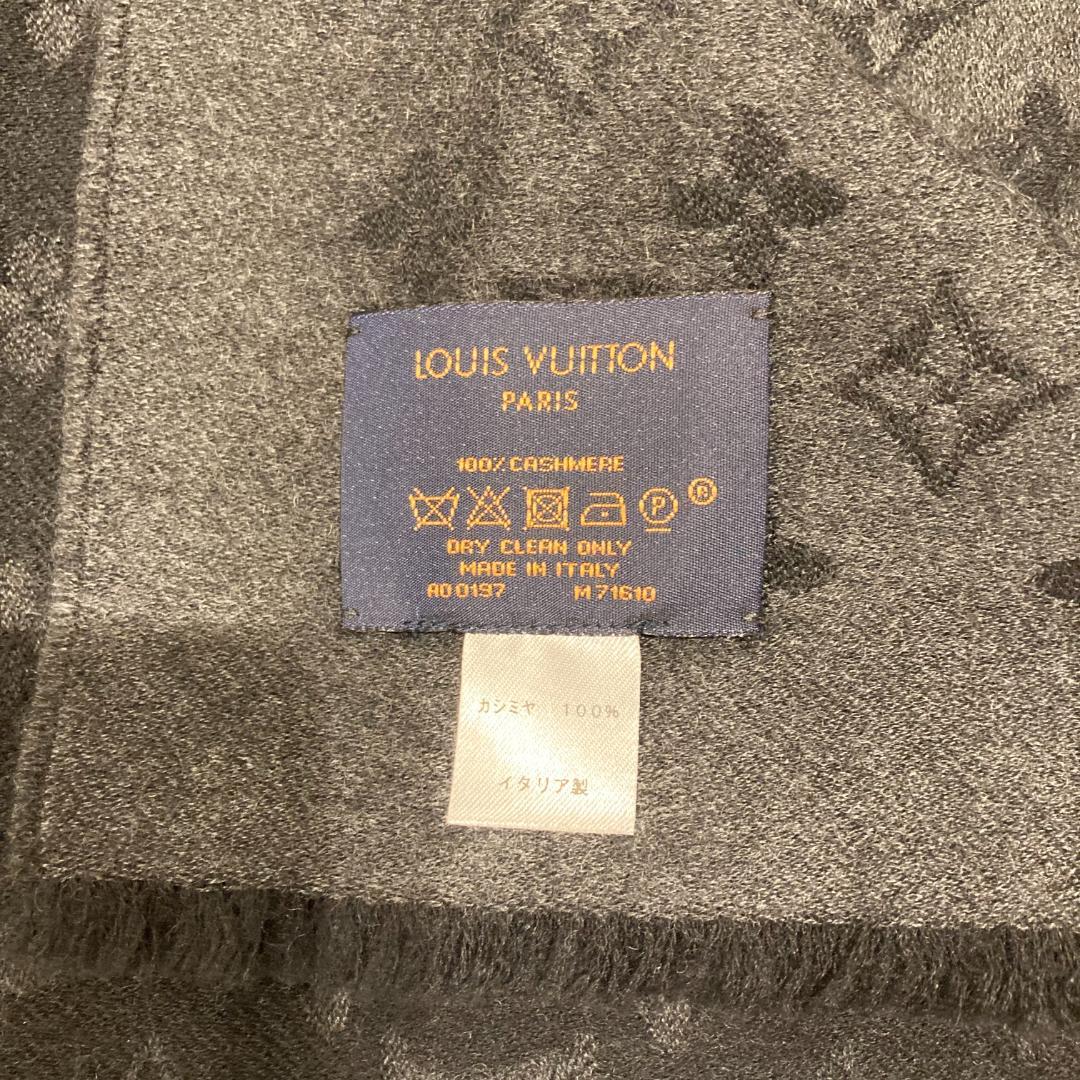 LOUIS VUITTON
PARIS
100% CASHMERE
P N
DRY CLEAN ONLY
MADE IN ITALY
AO 0197 M 71610
カシミヤ 100%
イタリア製